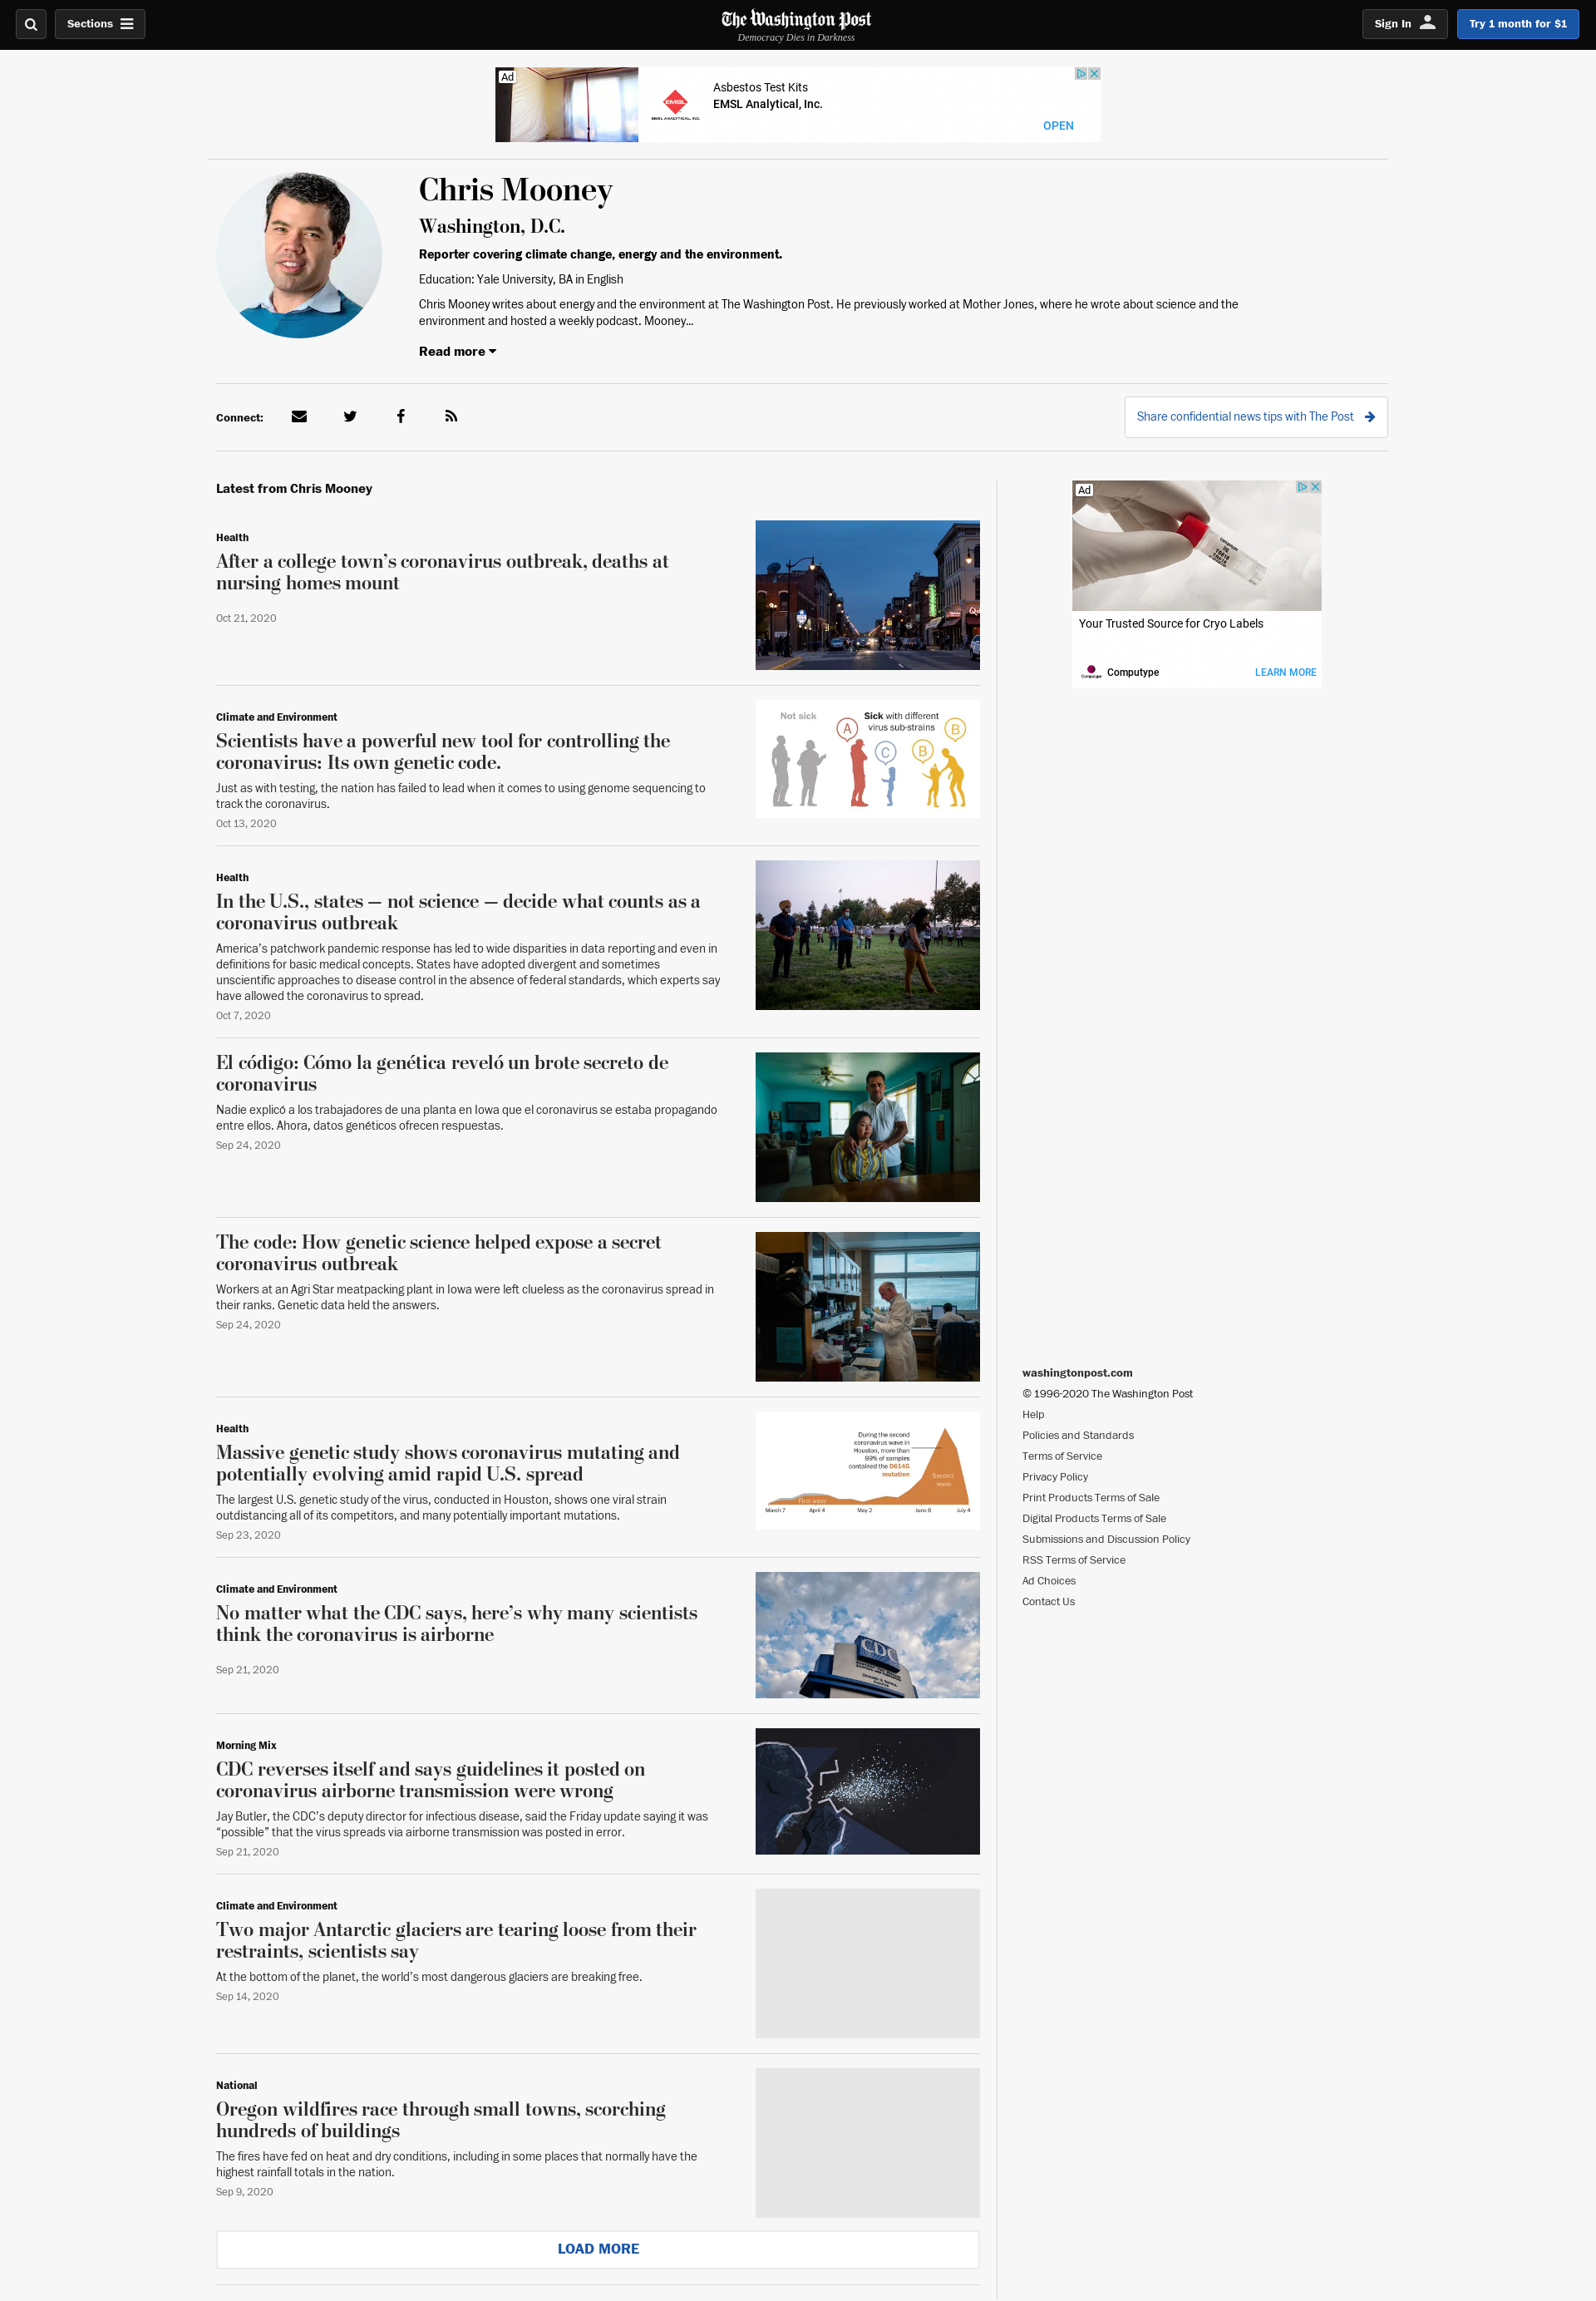 Sections
The Washington Post
Democracy Dies in Darkness
Sign In
Try 1 month for $1
Ad
EMSL
EMSL ANALYTICAL, INC.
Asbestos Test Kits
EMSL Analytical, Inc.
OPEN
Chris Mooney
Washington, D.C.
Reporter covering climate change, energy and the environment.
Education: Yale University, BA in English
Chris Mooney writes about energy and the environment at The Washington Post. He previously worked at Mother Jones, where he wrote about science and the
environment and hosted a weekly podcast. Mooney...
Read more
Connect:
Share confidential news tips with The Post
Latest from Chris Mooney
Health
After a college town’s coronavirus outbreak, deaths at
nursing homes mount
Oct 21, 2020
Climate and Environment
Scientists have a powerful new tool for controlling the
coronavirus: Its own genetic code.
Just as with testing, the nation has failed to lead when it comes to using genome sequencing to
track the coronavirus.
Oct 13, 2020
Not sick
Sick with different
virus sub-strains
A
C
B
B
Health
In the U.S., states — not science — decide what counts as a
coronavirus outbreak
America’s patchwork pandemic response has led to wide disparities in data reporting and even in
definitions for basic medical concepts. States have adopted divergent and sometimes
unscientific approaches to disease control in the absence of federal standards, which experts say
have allowed the coronavirus to spread.
Oct 7, 2020
El código: Cómo la genética reveló un brote secreto de
coronavirus
Nadie explicó a los trabajadores de una planta en Iowa que el coronavirus se estaba propagando
entre ellos. Ahora, datos genéticos ofrecen respuestas.
Sep 24, 2020
The code: How genetic science helped expose a secret
coronavirus outbreak
Workers at an Agri Star meatpacking plant in Iowa were left clueless as the coronavirus spread in
their ranks. Genetic data held the answers.
Sep 24, 2020
Health
Massive genetic study shows coronavirus mutating and
potentially evolving amid rapid U.S. spread
The largest U.S. genetic study of the virus, conducted in Houston, shows one viral strain
outdistancing all of its competitors, and many potentially important mutations.
Sep 23, 2020
During the second
coronavirus wave in
Houston, more than
99% of samples
contained the D614G
mutation
Second
wave
First wave
March 7
April 4
May 2
June 6
July 4
Climate and Environment
No matter what the CDC says, here’s why many scientists
think the coronavirus is airborne
Sep 21, 2020
CDC
Morning Mix
CDC reverses itself and says guidelines it posted on
coronavirus airborne transmission were wrong
Jay Butler, the CDC’s deputy director for infectious disease, said the Friday update saying it was
“possible” that the virus spreads via airborne transmission was posted in error.
Sep 21, 2020
Climate and Environment
Two major Antarctic glaciers are tearing loose from their
restraints, scientists say
At the bottom of the planet, the world’s most dangerous glaciers are breaking free.
Sep 14, 2020
National
Oregon wildfires race through small towns, scorching
hundreds of buildings
The fires have fed on heat and dry conditions, including in some places that normally have the
highest rainfall totals in the nation.
Sep 9, 2020
LOAD MORE
Ad
Computype
Your Trusted Source for Cryo Labels
Computype
Computype
LEARN MORE
washingtonpost.com
© 1996-2020 The Washington Post
Help
Policies and Standards
Terms of Service
Privacy Policy
Print Products Terms of Sale
Digital Products Terms of Sale
Submissions and Discussion Policy
RSS Terms of Service
Ad Choices
Contact Us